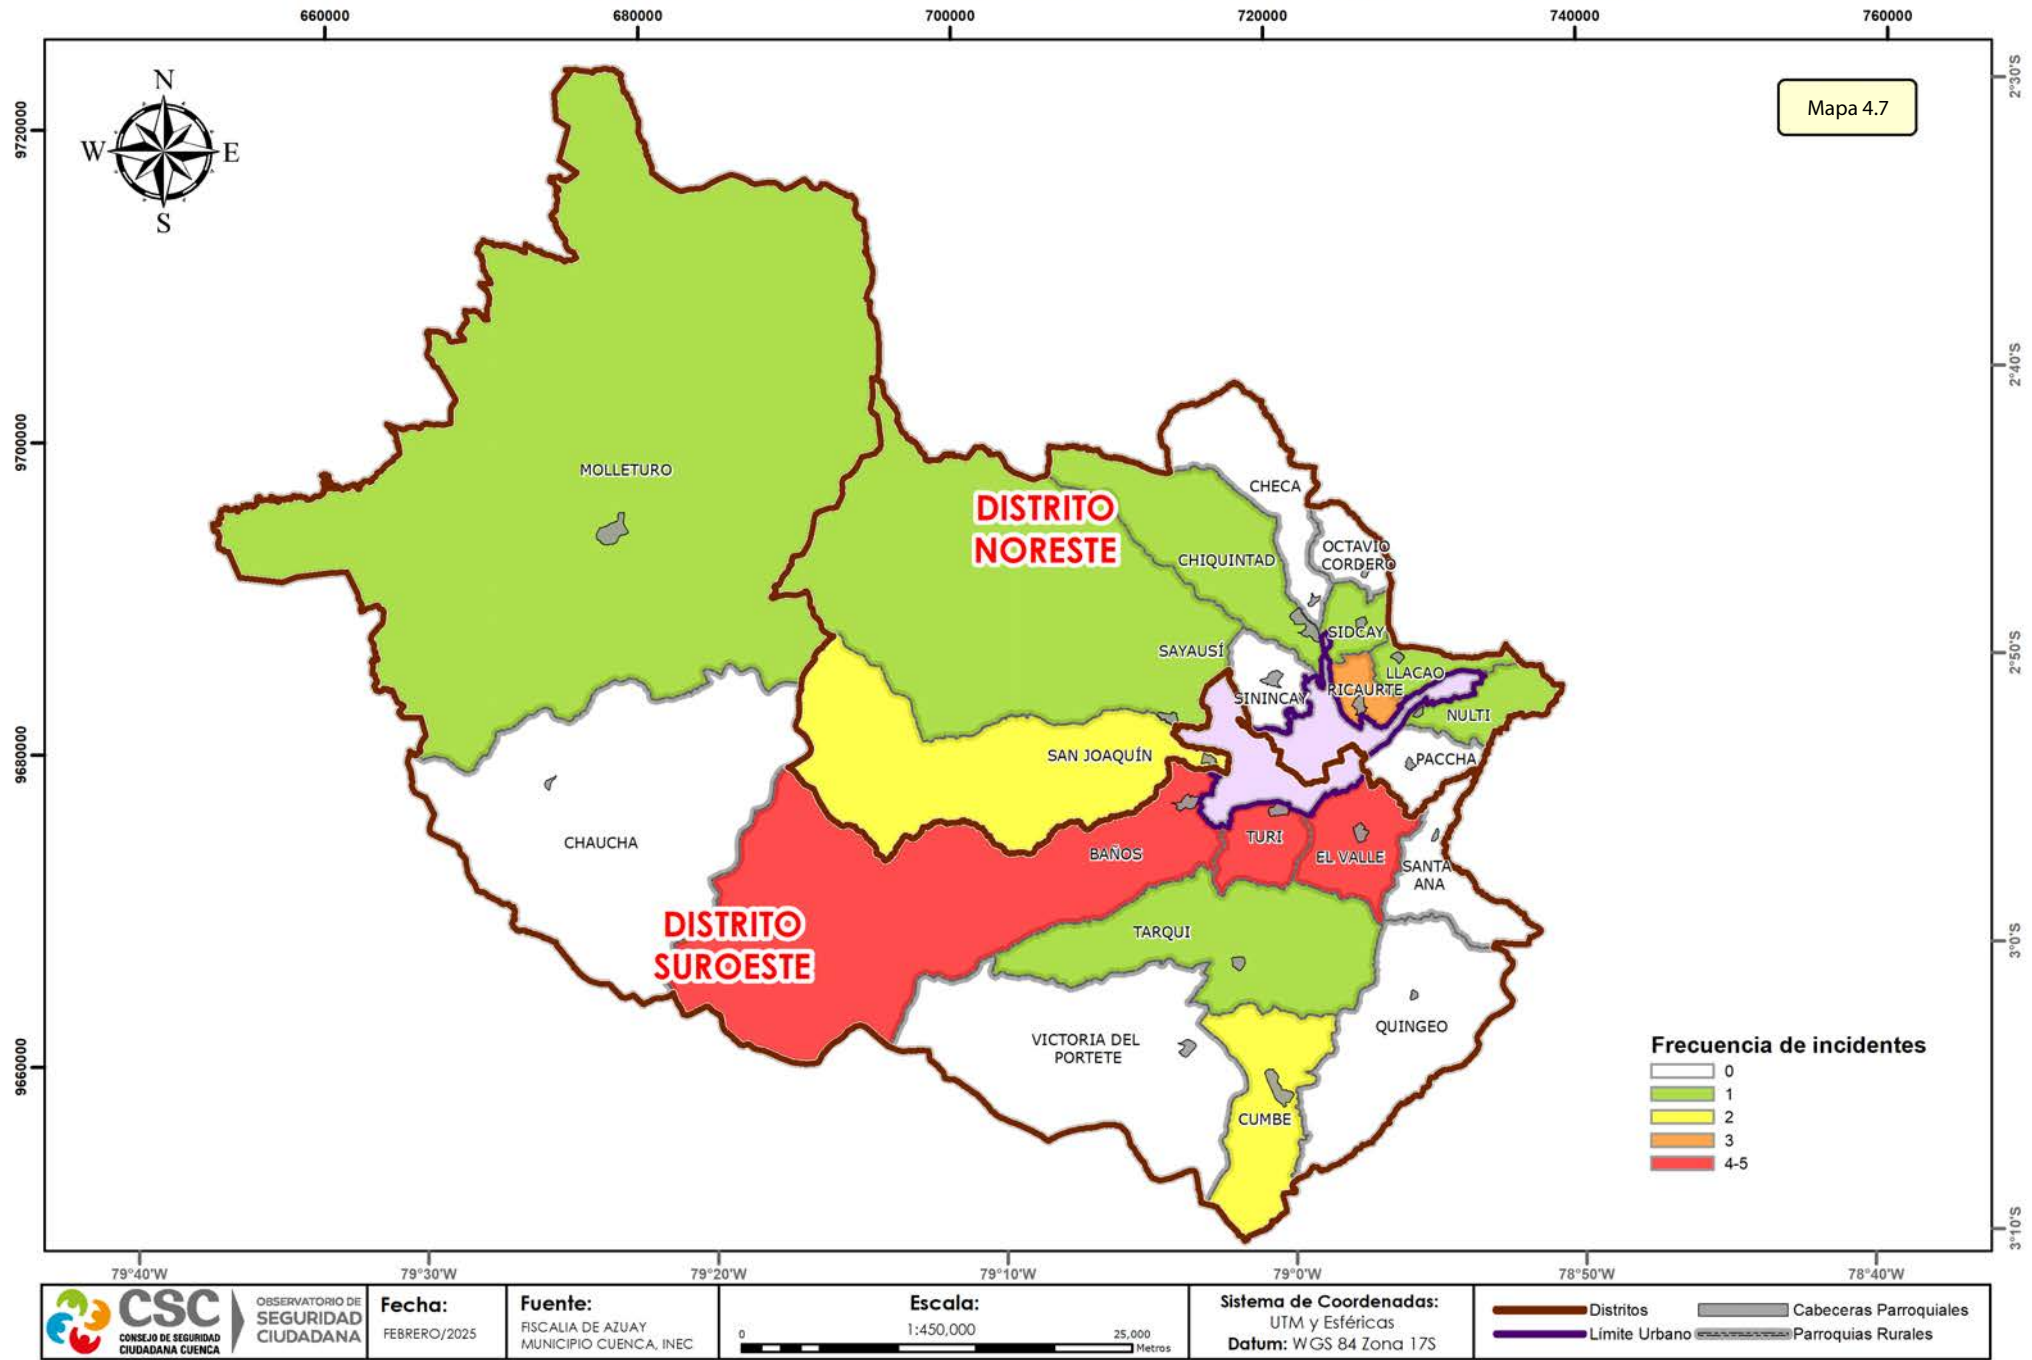 660000
680000
700000
720000
740000
760000
Mapa 4.7
N
W
E
S
9720000
9700000
9680000
9660000
2°30'S
2°40'S
2°50'S
3°0'S
3°10'S
MOLLETURO
DISTRITO
NORESTE
CHECA
CHIQUINTAD
OCTAVIO
CORDERO
SIDCAY
SAYAUSÍ
LLACAO
SININCAY
RICAURTE
NULTI
SAN JOAQUÍN
PACCHA
CHAUCHA
BAÑOS
TURI
EL VALLE
SANTA
ANA
DISTRITO
SUROESTE
TARQUI
VICTORIA DEL
PORTETE
QUINGEO
CUMBE
Frecuencia de incidentes
0
1
2
3
4-5
79°40'W
79°30'W
79°20'W
79°10'W
79°0'W
78°50'W
78°40'W
CSC
CONSEJO DE SEGURIDAD
CIUDADANA CUENCA
OBSERVATORIO DE
SEGURIDAD
CIUDADANA
Fecha:
FEBRERO/2025
Fuente:
FISCALIA DE AZUAY
MUNICIPIO CUENCA, INEC
Escala:
1:450,000
0
25,000
Metros
Sistema de Coordenadas:
UTM y Esféricas
Datum: WGS 84 Zona 17S
Distritos
Límite Urbano
Cabeceras Parroquiales
Parroquias Rurales